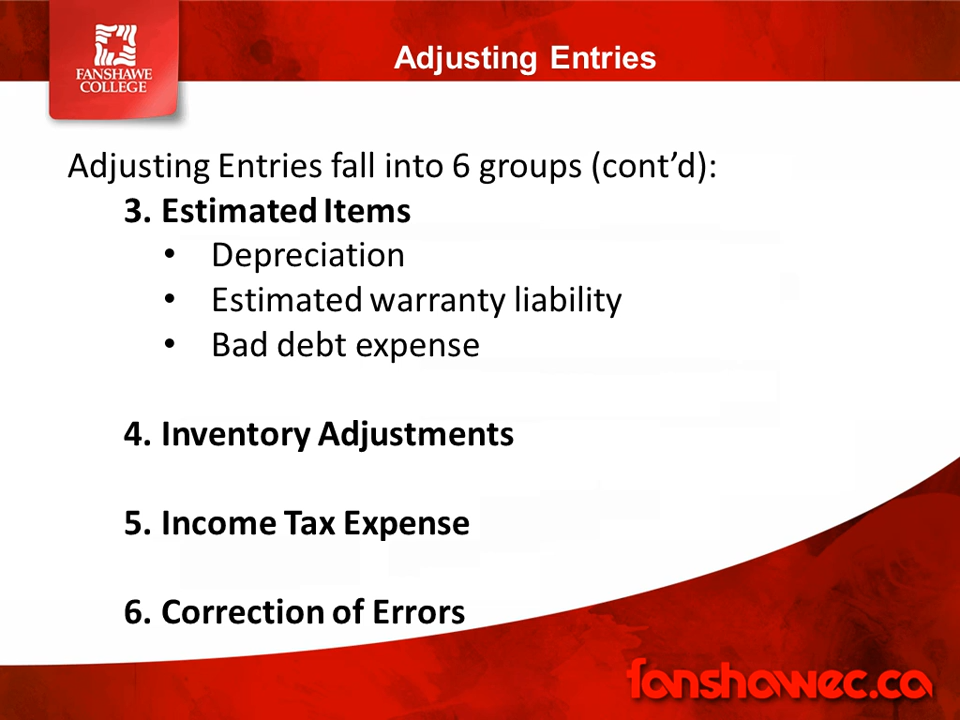 FANSHAWE
COLLEGE
Adjusting Entries
Adjusting Entries fall into 6 groups (cont’d):
3. Estimated Items
• Depreciation
• Estimated warranty liability
• Bad debt expense
4. Inventory Adjustments
5. Income Tax Expense
6. Correction of Errors
fanshawec.ca